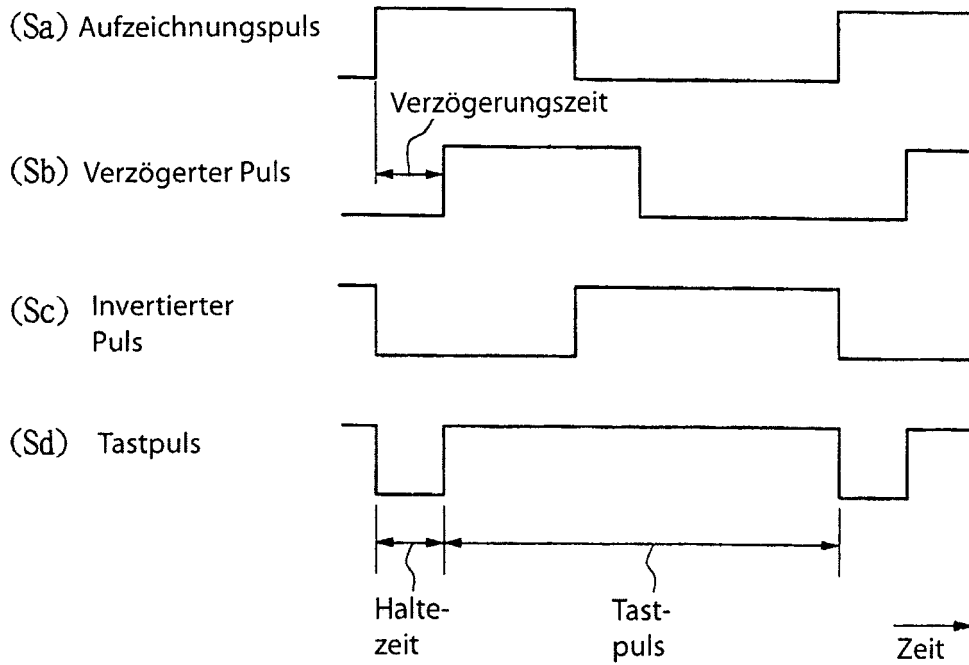 (Sa) Aufzeichnungspuls
Verzögerungszeit
(Sb) Verzögerter Puls
(Sc) Invertierter
Puls
(Sd) Tastpuls
Halte-
zeit
Tast-
puls
Zeit